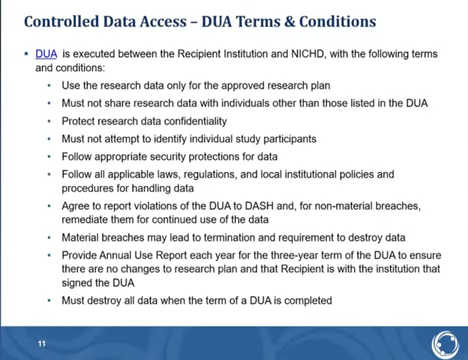 Controlled Data Access – DUA Terms & Conditions
▪ DUA is executed between the Recipient Institution and NICHD, with the following terms
and conditions:
• Use the research data only for the approved research plan
• Must not share research data with individuals other than those listed in the DUA
• Protect research data confidentiality
• Must not attempt to identify individual study participants
• Follow appropriate security protections for data
• Follow all applicable laws, regulations, and local institutional policies and
procedures for handling data
• Agree to report violations of the DUA to DASH and, for non-material breaches,
remediate them for continued use of the data
• Material breaches may lead to termination and requirement to destroy data
• Provide Annual Use Report each year for the three-year term of the DUA to ensure
there are no changes to research plan and that Recipient is with the institution that
signed the DUA
• Must destroy all data when the term of a DUA is completed
11